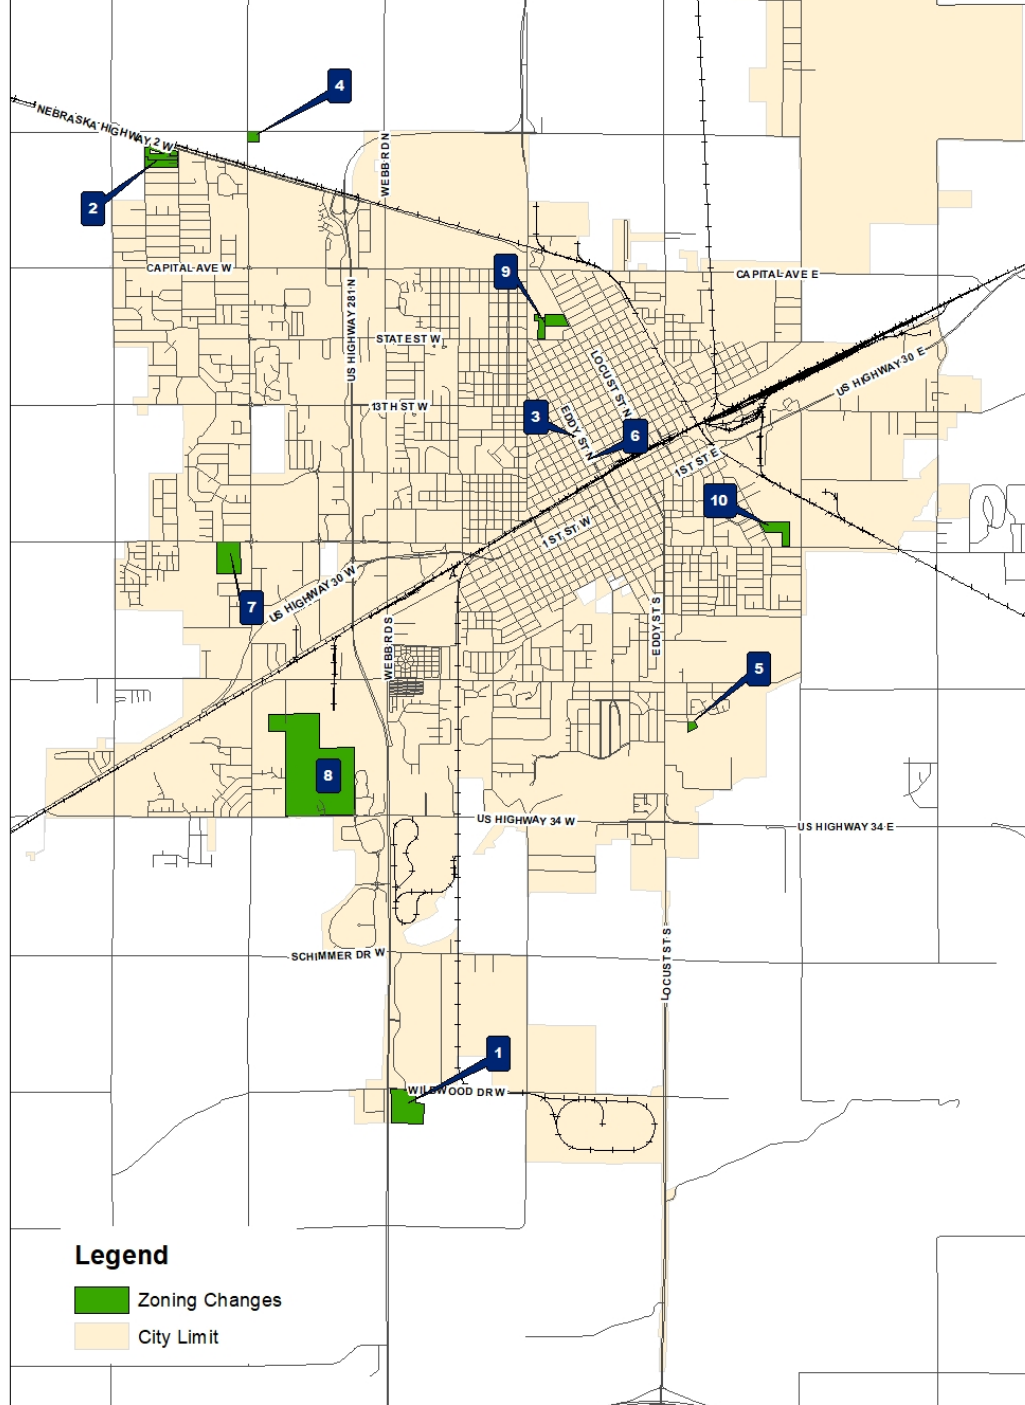 4
NEBRASKA HIGHWAY 2 W
WEBB RD N
2
CAPITAL AVE W
9
CAPITAL AVE E
US HIGHWAY 281 N
STATE ST W
LOCUST ST N
US HIGHWAY 30 E
13TH ST W
3
EDDY ST N
6
1ST ST E
10
1ST ST W
7
US HIGHWAY 30 W
EDDY ST S
WEBB RD S
5
8
US HIGHWAY 34 W
US HIGHWAY 34 E
SCHIMMER DR W
LOCUST ST S
1
WILDWOOD DR W
Legend
Zoning Changes
City Limit